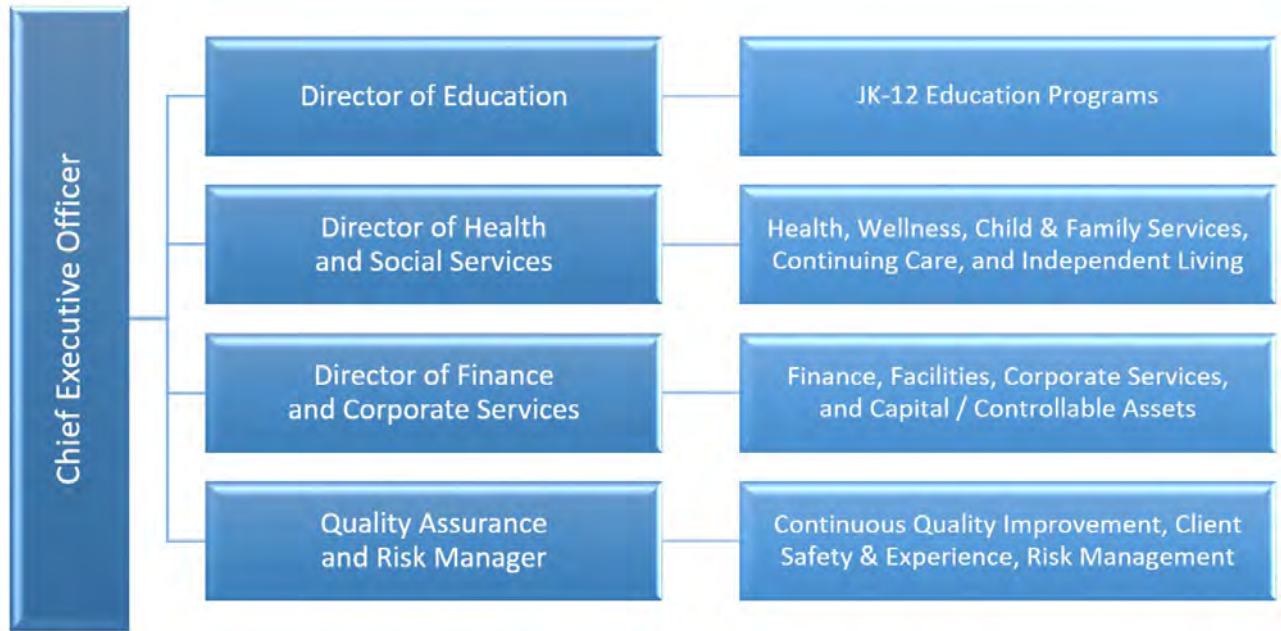 Chief Executive Officer
Director of Education
JK-12 Education Programs
Director of Health
and Social Services
Health, Wellness, Child & Family Services,
Continuing Care, and Independent Living
Director of Finance
and Corporate Services
Finance, Facilities, Corporate Services,
and Capital / Controllable Assets
Quality Assurance
and Risk Manager
Continuous Quality Improvement, Client
Safety & Experience, Risk Management